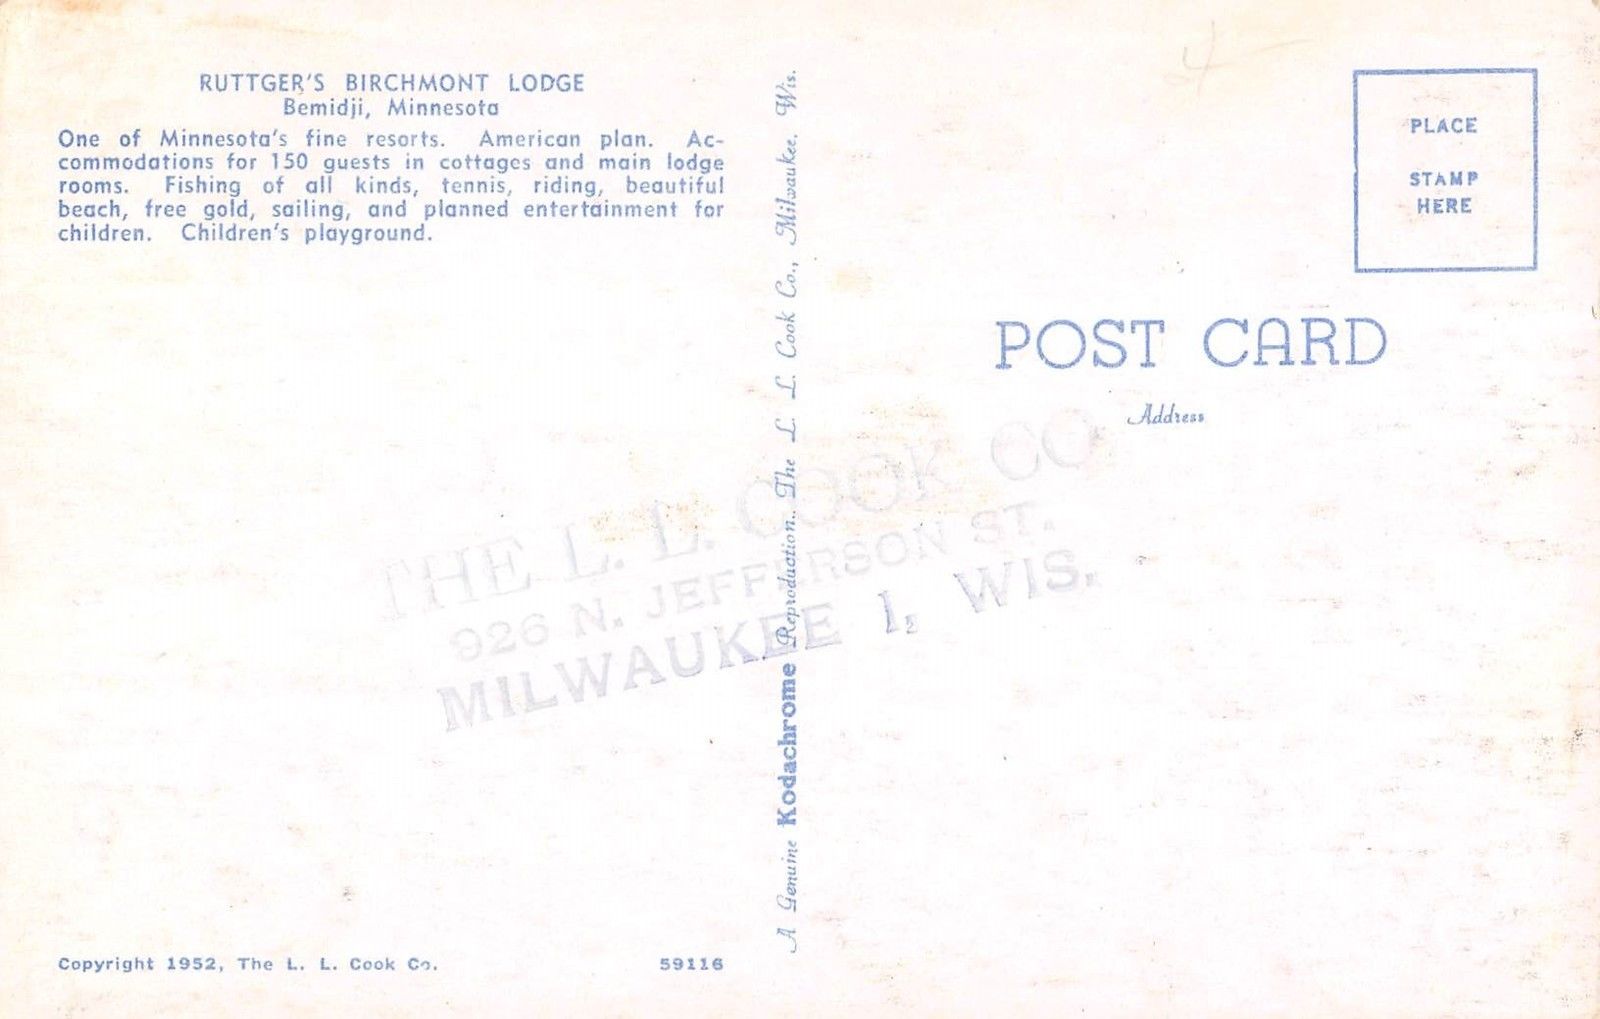 RUTTGER'S BIRCHMONT LODGE
Bemidji, Minnesota
One of Minnesota's fine resorts. American plan. Ac-
commodations for 150 guests in cottages and main lodge
rooms. Fishing of all kinds, tennis, riding, beautiful
beach, free gold, sailing, and planned entertainment for
children. Children's playground.
Copyright 1952, The L. L. Cook Co.
59116
A Genuine Kodachrome Reproduction, The L. L. Cook Co., Milwaukee, Wis.
THE L. L. COOK CO
926 N. JEFFERSON ST.
MILWAUKEE 1, WIS.
PLACE
STAMP
HERE
POST CARD
Address